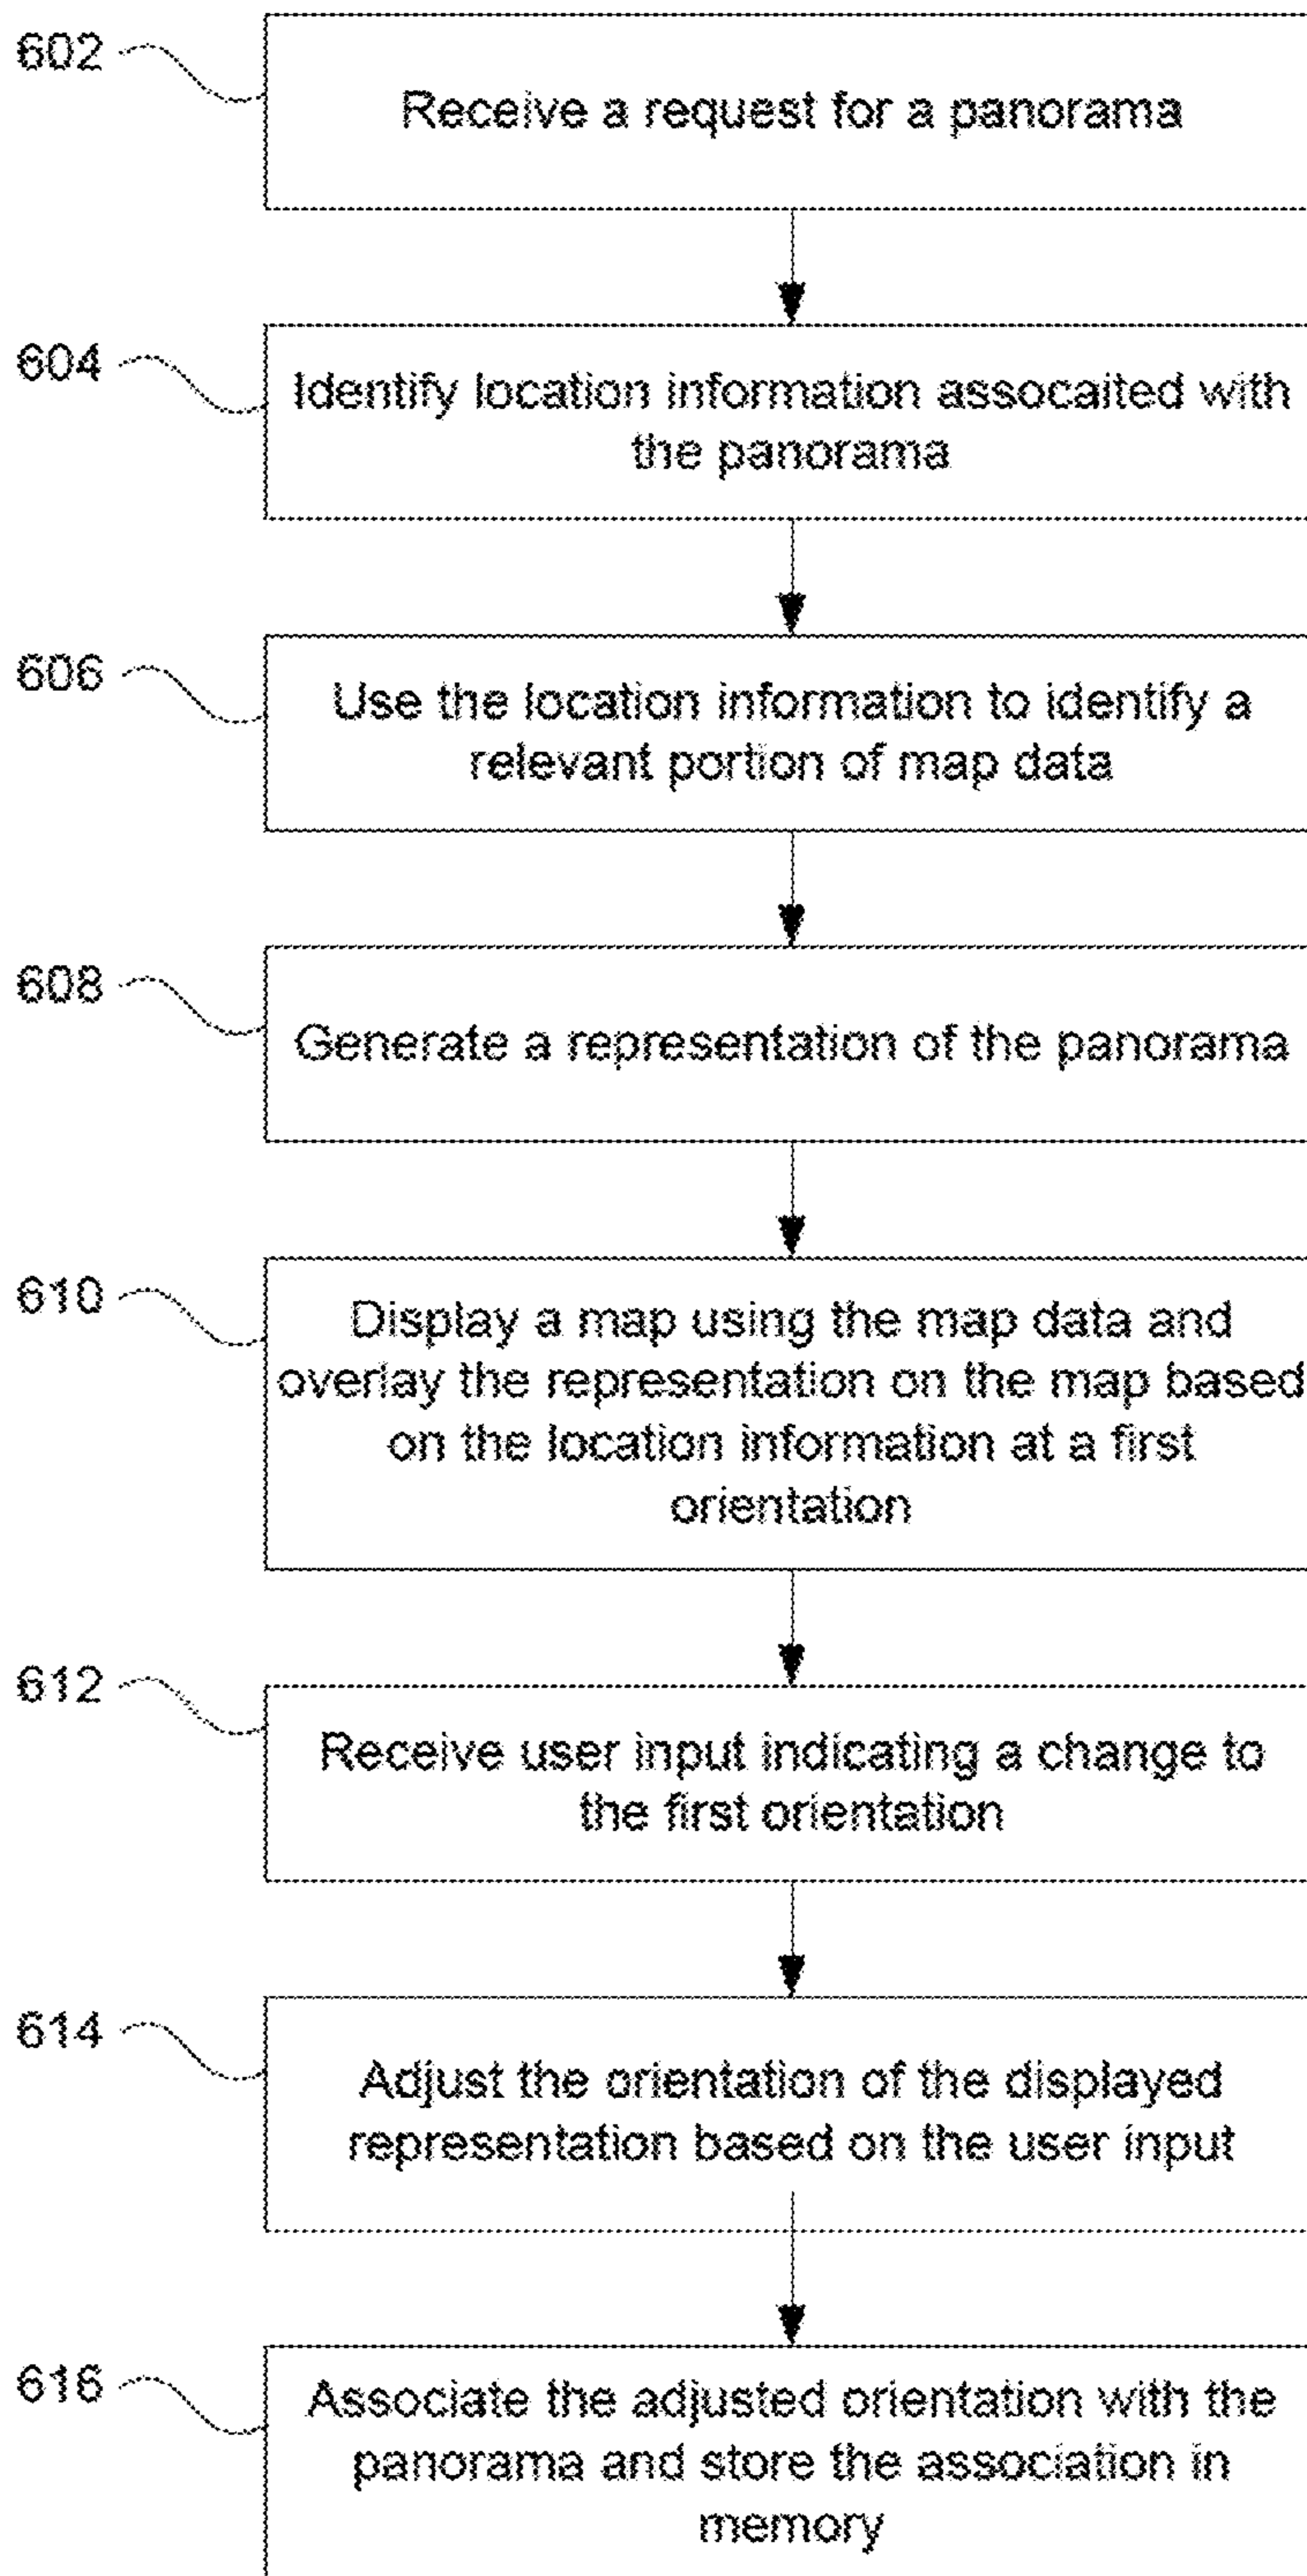 602
Receive a request for a panorama
604
Identify location information assocaited with
the panorama
606
Use the location information to identify a
relevant portion of map data
608
Generate a representation of the panorama
610
Display a map using the map data and
overlay the representation on the map based
on the location information at a first
orientation
612
Receive user input indicating a change to
the first orientation
614
Adjust the orientation of the displayed
representation based on the user input
616
Associate the adjusted orientation with the
panorama and store the association in
memory